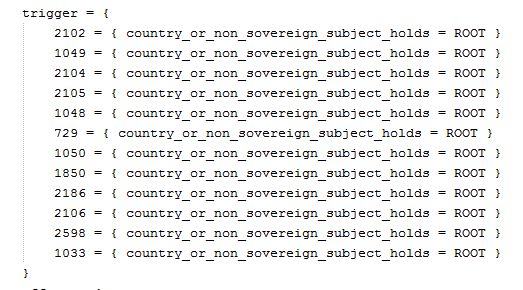 trigger = {
2102 = { country_or_non_sovereign_subject_holds = ROOT }
1049 = { country_or_non_sovereign_subject_holds = ROOT }
2104 = { country_or_non_sovereign_subject_holds = ROOT }
2105 = { country_or_non_sovereign_subject_holds = ROOT }
1048 = { country_or_non_sovereign_subject_holds = ROOT }
729 = { country_or_non_sovereign_subject_holds = ROOT }
1050 = { country_or_non_sovereign_subject_holds = ROOT }
1850 = { country_or_non_sovereign_subject_holds = ROOT }
2186 = { country_or_non_sovereign_subject_holds = ROOT }
2106 = { country_or_non_sovereign_subject_holds = ROOT }
2598 = { country_or_non_sovereign_subject_holds = ROOT }
1033 = { country_or_non_sovereign_subject_holds = ROOT }
}